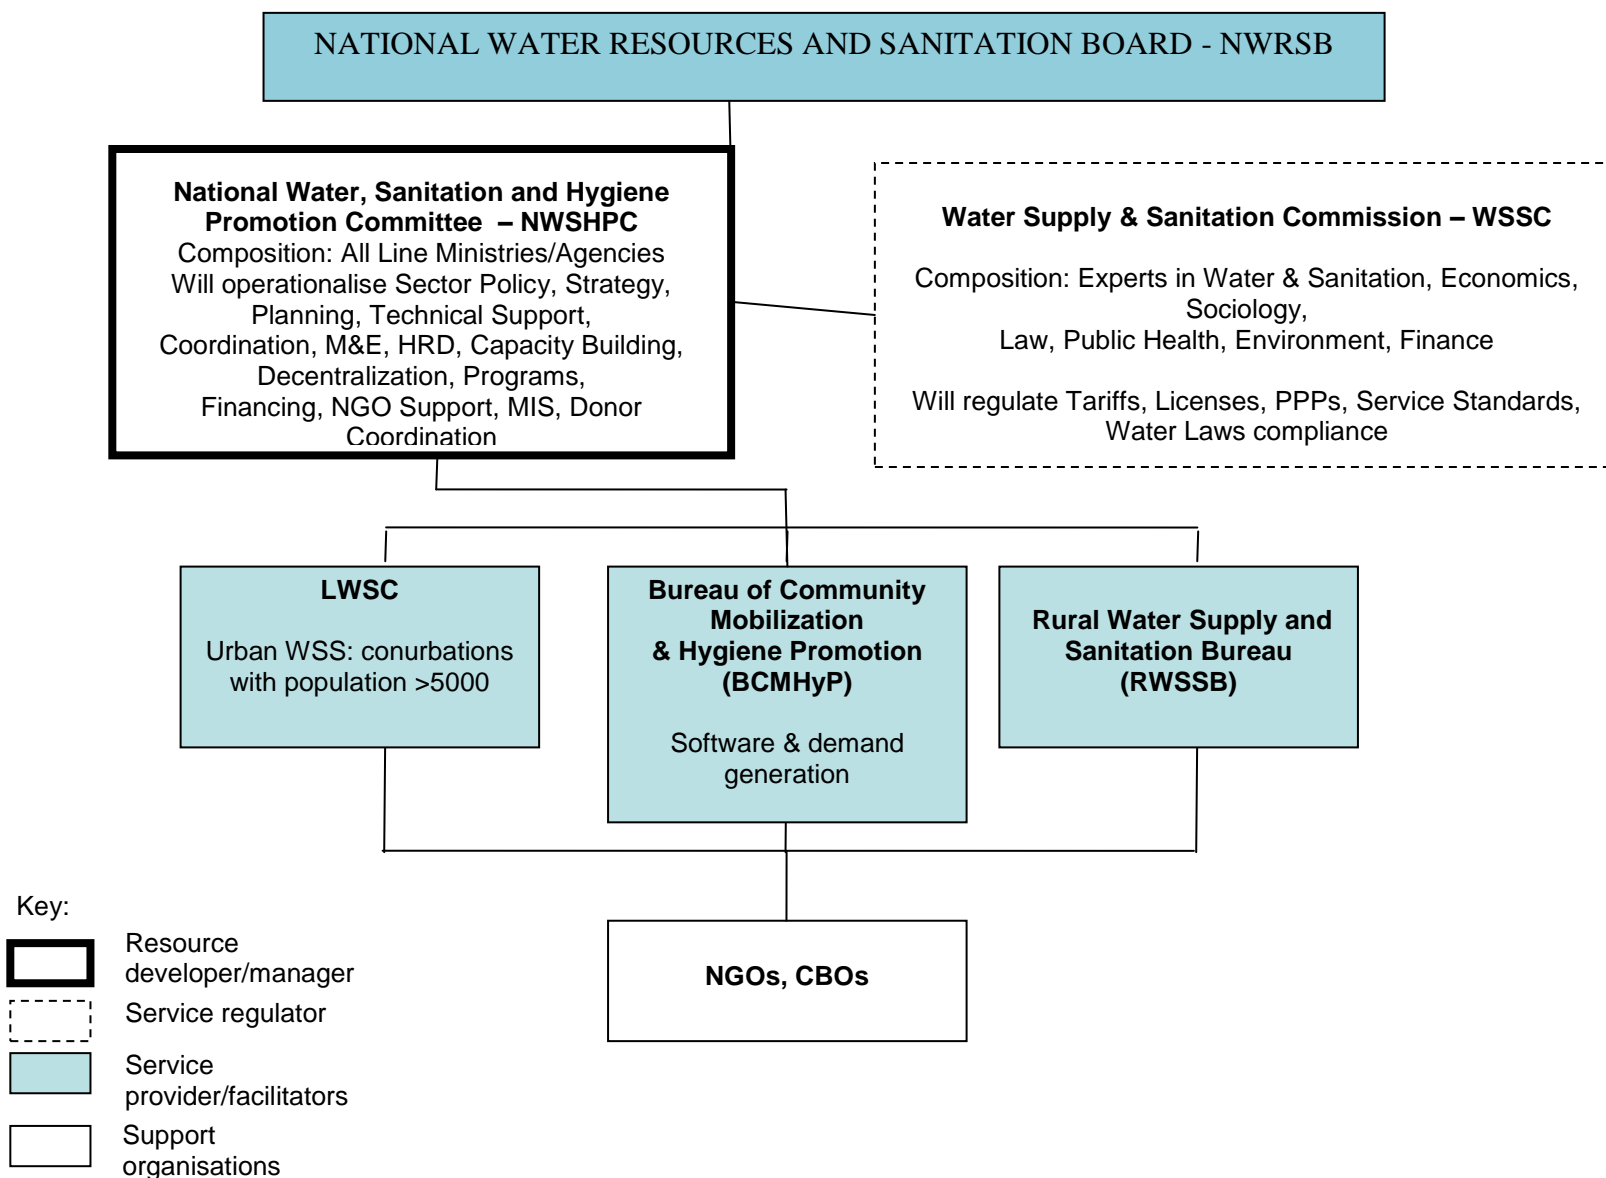 NATIONAL WATER RESOURCES AND SANITATION BOARD - NWRSB
National Water, Sanitation and Hygiene
Promotion Committee – NWSHPC
Composition: All Line Ministries/Agencies
Will operationalise Sector Policy, Strategy,
Planning, Technical Support,
Coordination, M&E, HRD, Capacity Building,
Decentralization, Programs,
Financing, NGO Support, MIS, Donor
Coordination
Water Supply & Sanitation Commission – WSSC
Composition: Experts in Water & Sanitation, Economics,
Sociology,
Law, Public Health, Environment, Finance
Will regulate Tariffs, Licenses, PPPs, Service Standards,
Water Laws compliance
LWSC
Urban WSS: conurbations
with population >5000
Bureau of Community
Mobilization
& Hygiene Promotion
(BCMHyP)
Software & demand
generation
Rural Water Supply and
Sanitation Bureau
(RWSSB)
NGOs, CBOs
Key:
Resource
developer/manager
Service regulator
Service
provider/facilitators
Support
organisations